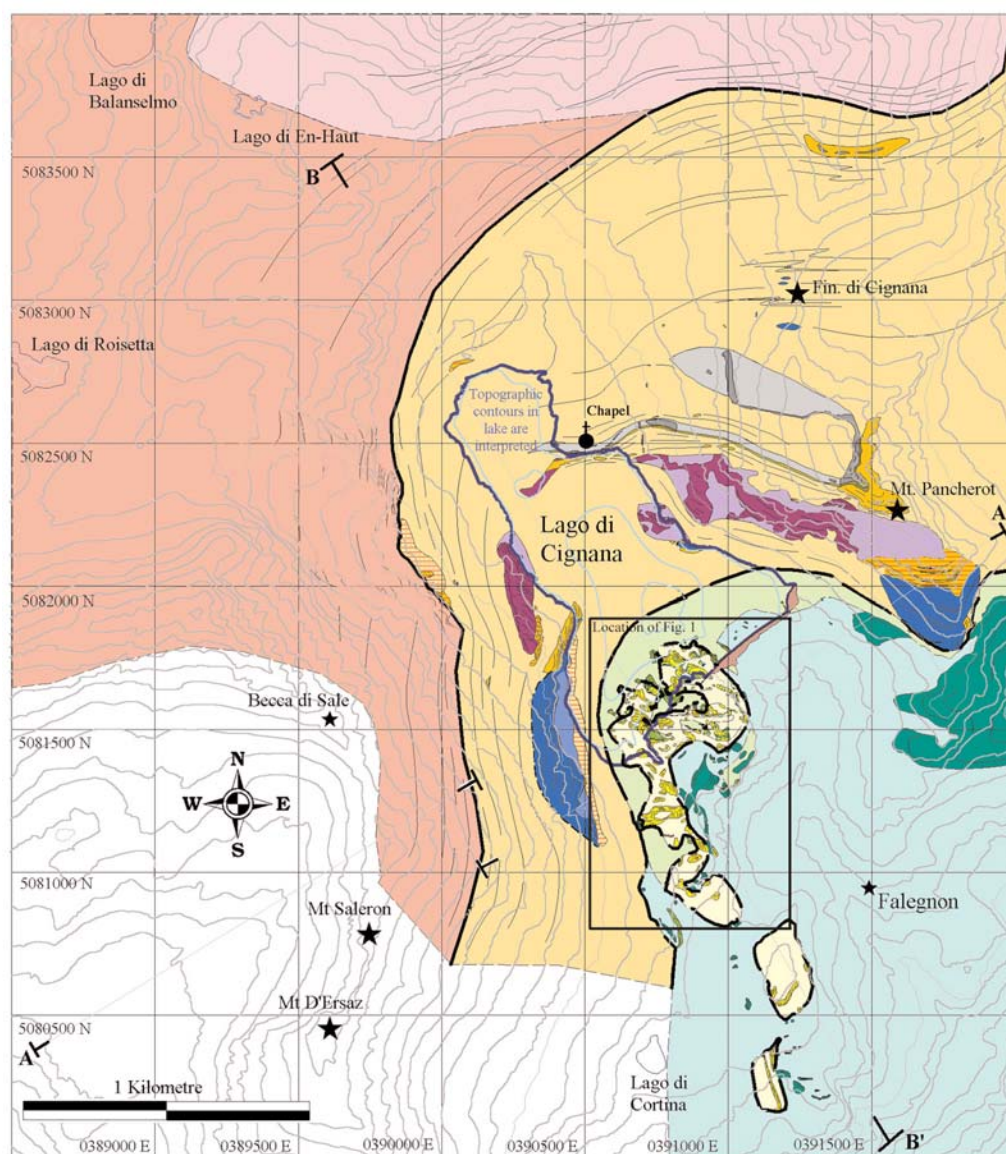 Lago di
Balanselmo
Lago di En-Haut
5083500 N
B
Fin. di Cignana
5083000 N
Lago di Roisetta
Topographic
contours in
lake are
interpreted
Chapel
5082500 N
Mt. Pancherot
A
Lago di
Cignana
5082000 N
Location of Fig. 1
Becca di Sale
5081500 N
N
W
E
S
5081000 N
Falegnon
Mt Saleron
Mt D'Ersaz
5080500 N
A
1 Kilometre
Lago di
Cortina
0389000 E
0389500 E
0390000 E
0390500 E
0391000 E
0391500 E
B'